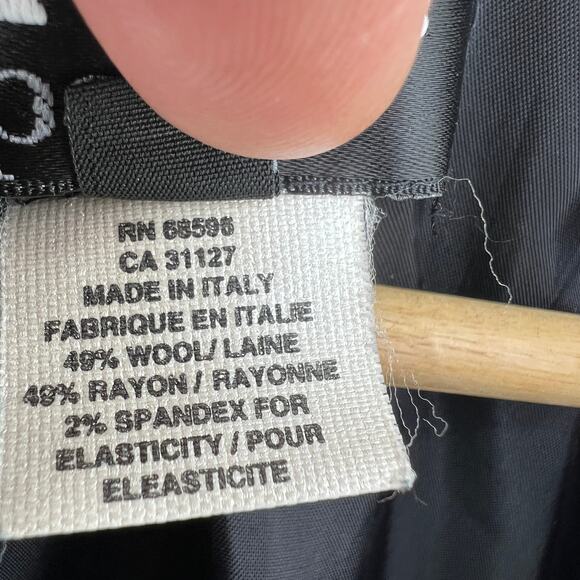 RN 68596
CA 31127
MADE IN ITALY
FABRIQUE EN ITALIE
49% WOOL/ LAINE
49% RAYON / RAYONNE
2% SPANDEX FOR
ELASTICITY / POUR
ELEASTICITE